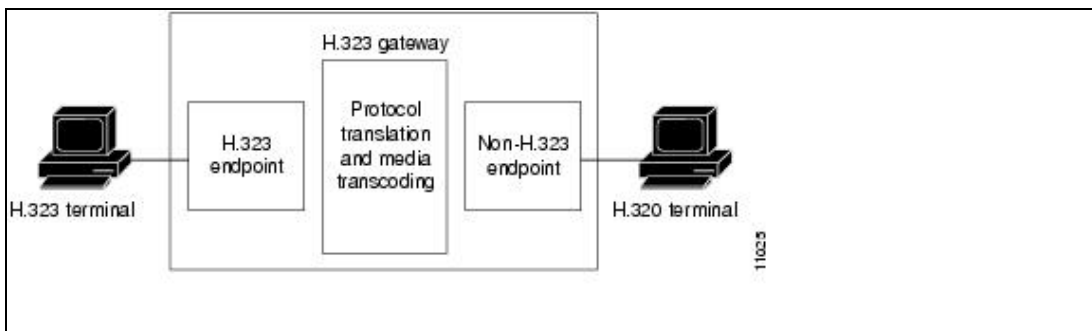 H.323 gateway
Protocol
translation
and media
transcoding
H.323
endpoint
Non-H.323
endpoint
H.323 terminal
H.320 terminal
11025